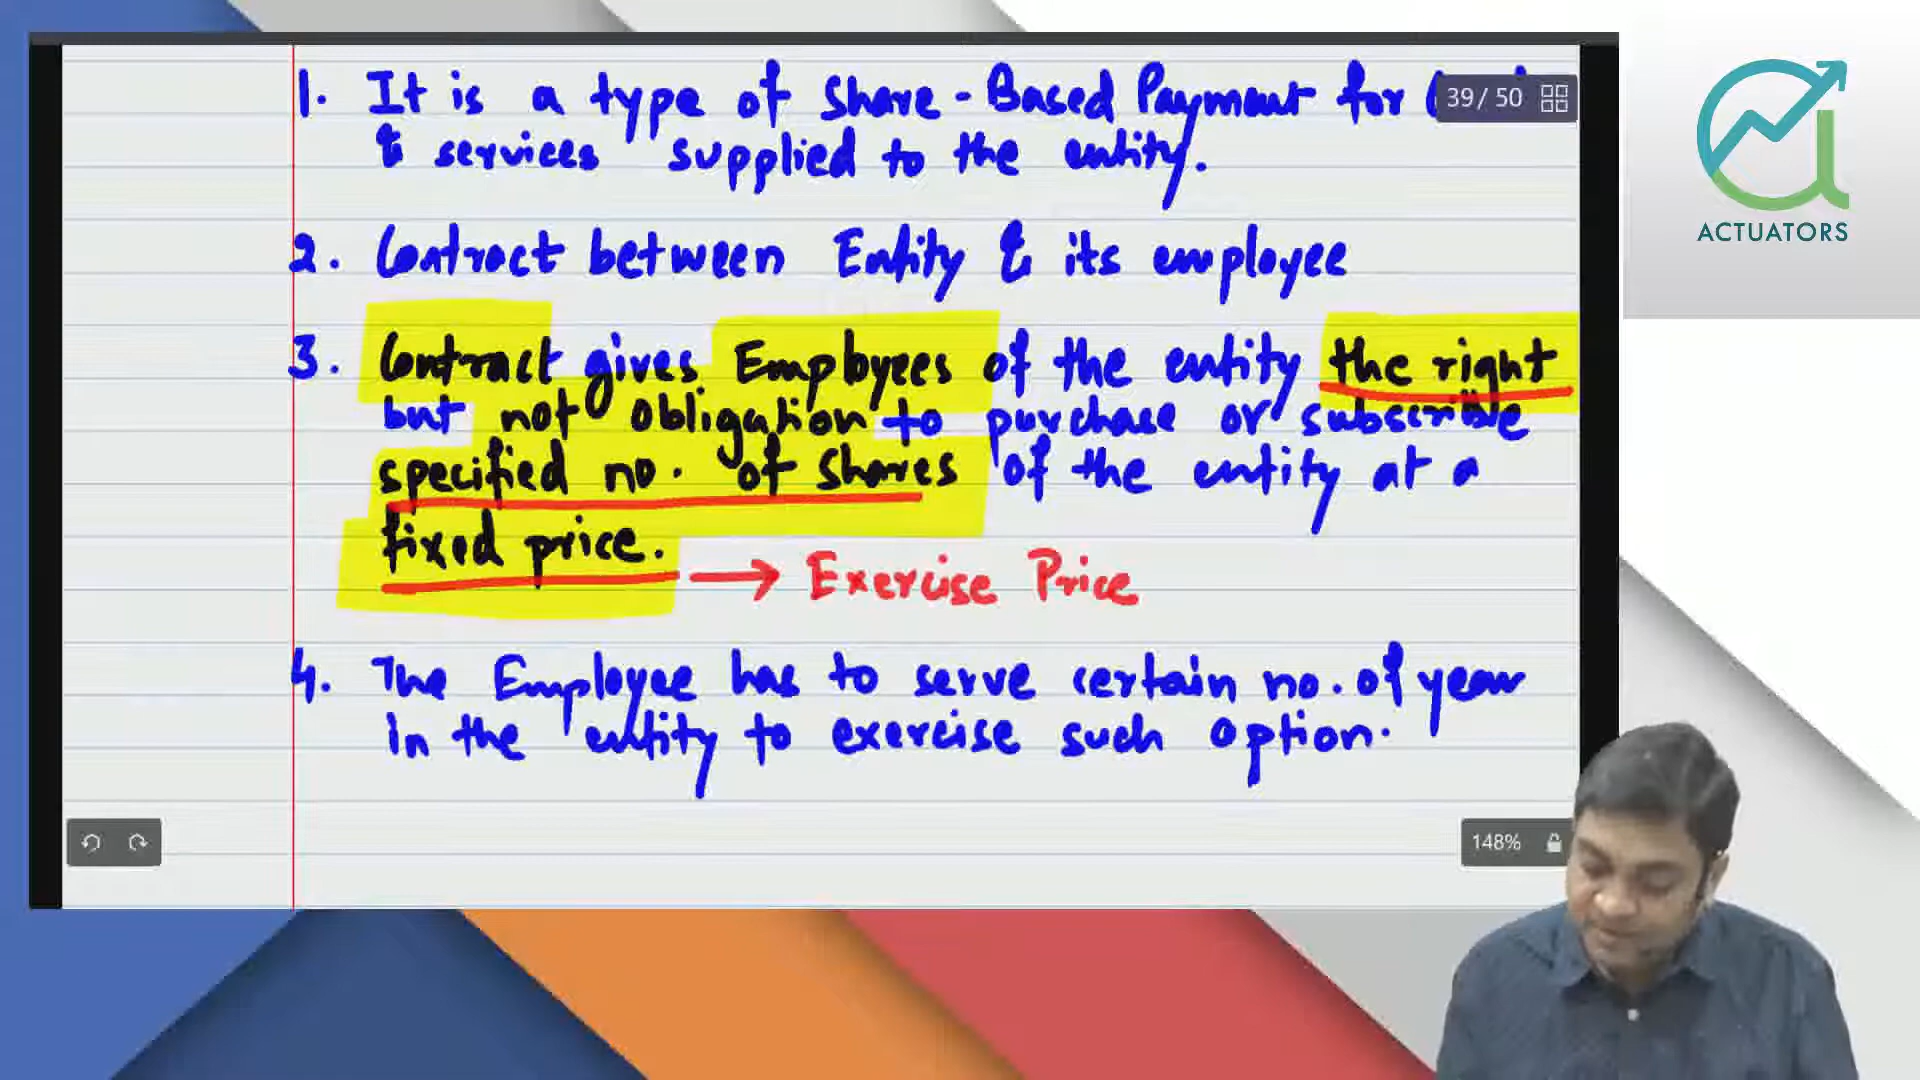 1. It is a type of Share-Based Payment for
39 / 50
& services supplied to the entity.
2. Contract between Entity & its employee
3. Contract gives Employees of the entity the right
but not obligation to purchase or subscribe
specified no. of Shares of the entity at a
fixed price. → Exercise Price
4. The Employee has to serve certain no. of year
in the entity to exercise such option.
148%
ACTUATORS